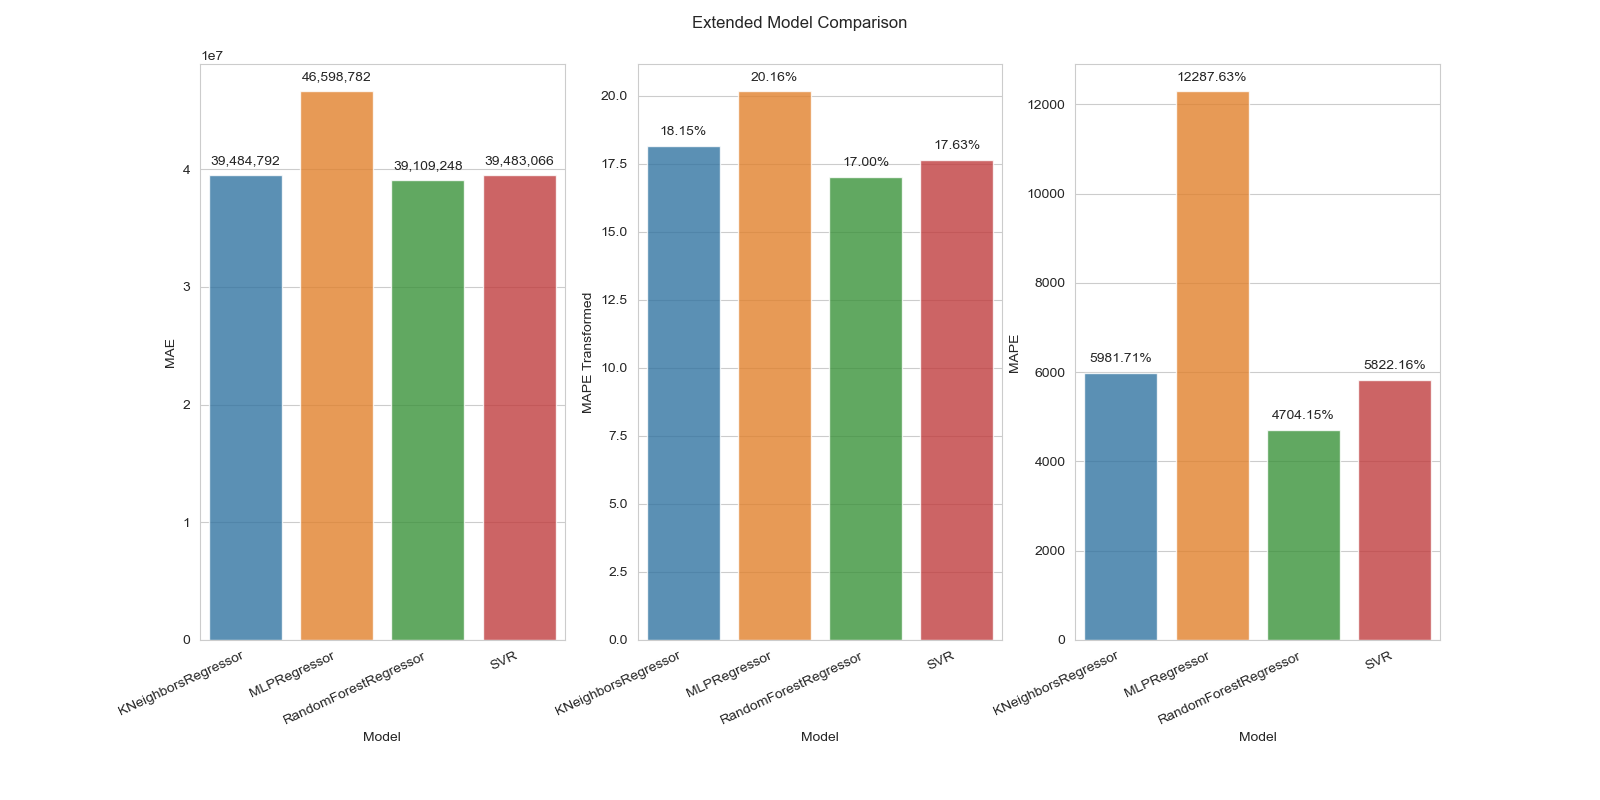 Extended Model Comparison
1e7
46,598,782
39,484,792
39,109,248
39,483,066
4
3
2
1
0
MAE
KNeighborsRegressor
MLPRegressor
RandomForestRegressor
SVR
Model
20.16%
18.15%
17.00%
17.63%
20.0
17.5
15.0
12.5
10.0
7.5
5.0
2.5
0.0
MAPE Transformed
KNeighborsRegressor
MLPRegressor
RandomForestRegressor
SVR
Model
12287.63%
5981.71%
4704.15%
5822.16%
12000
10000
8000
6000
4000
2000
0
MAPE
KNeighborsRegressor
MLPRegressor
RandomForestRegressor
SVR
Model